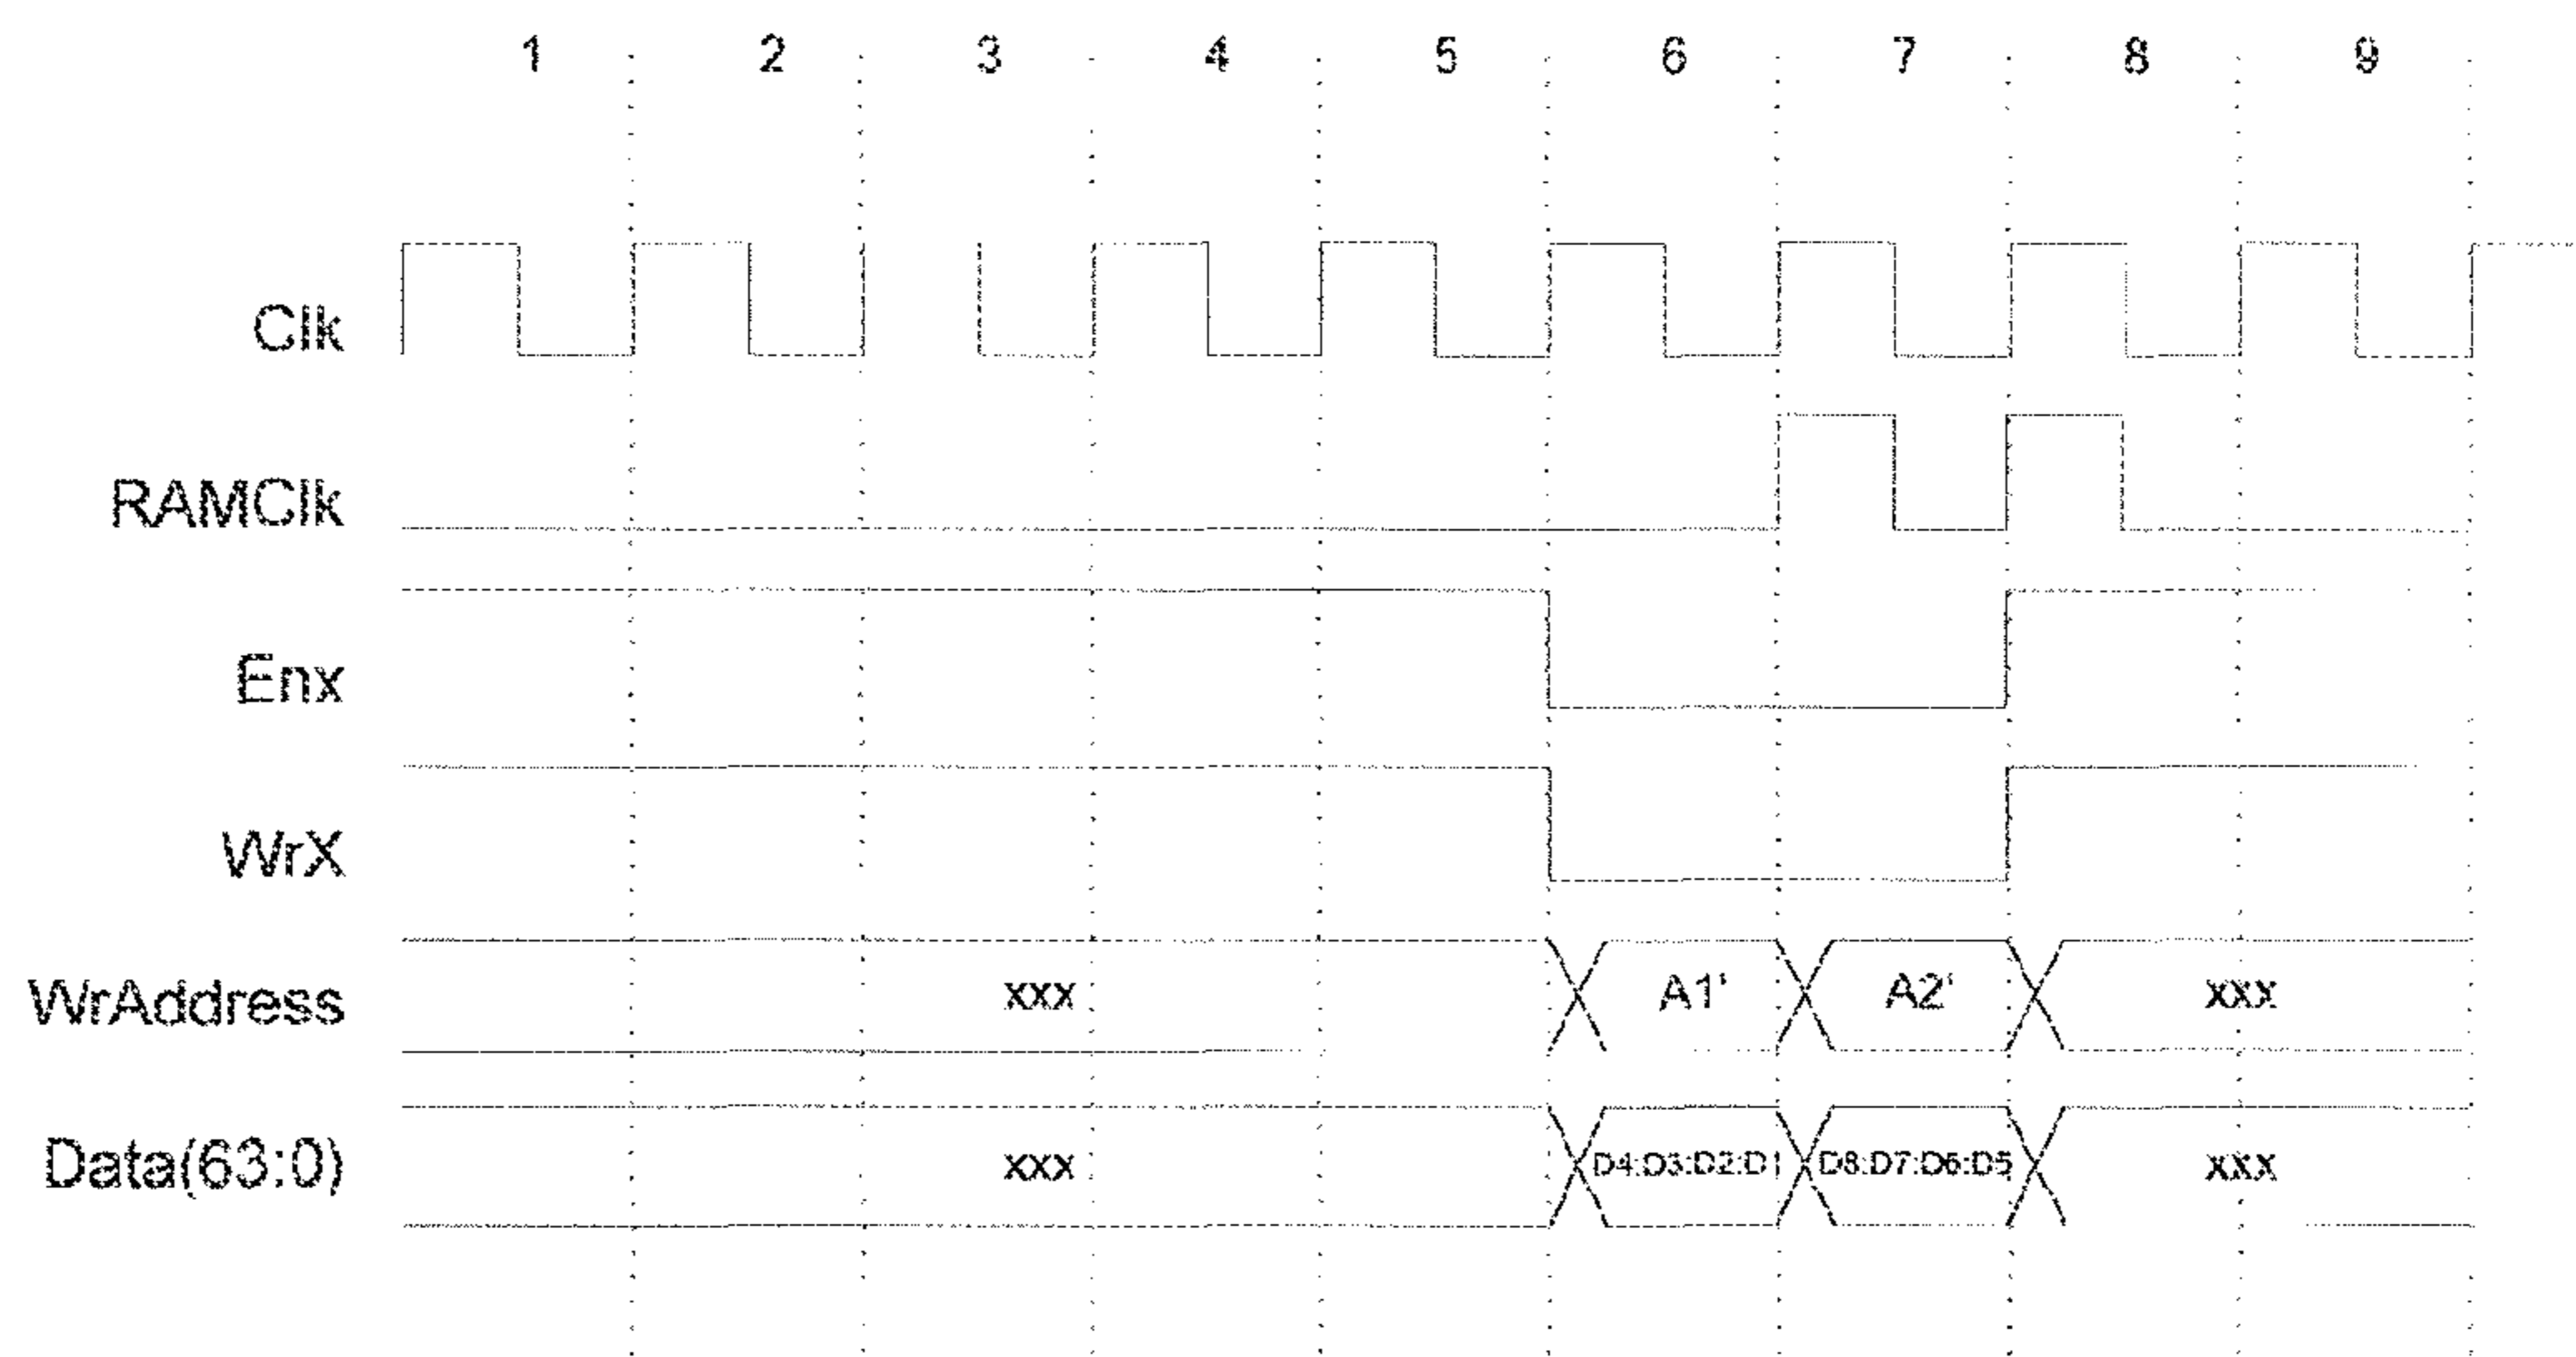 1 2 3 4 5 6 7 8 9
Clk
RAMClk
Enx
WrX
WrAddress xxx A1' A2' xxx
Data(63:0) xxx D4:D3:D2:D1 D8:D7:D6:D5 xxx